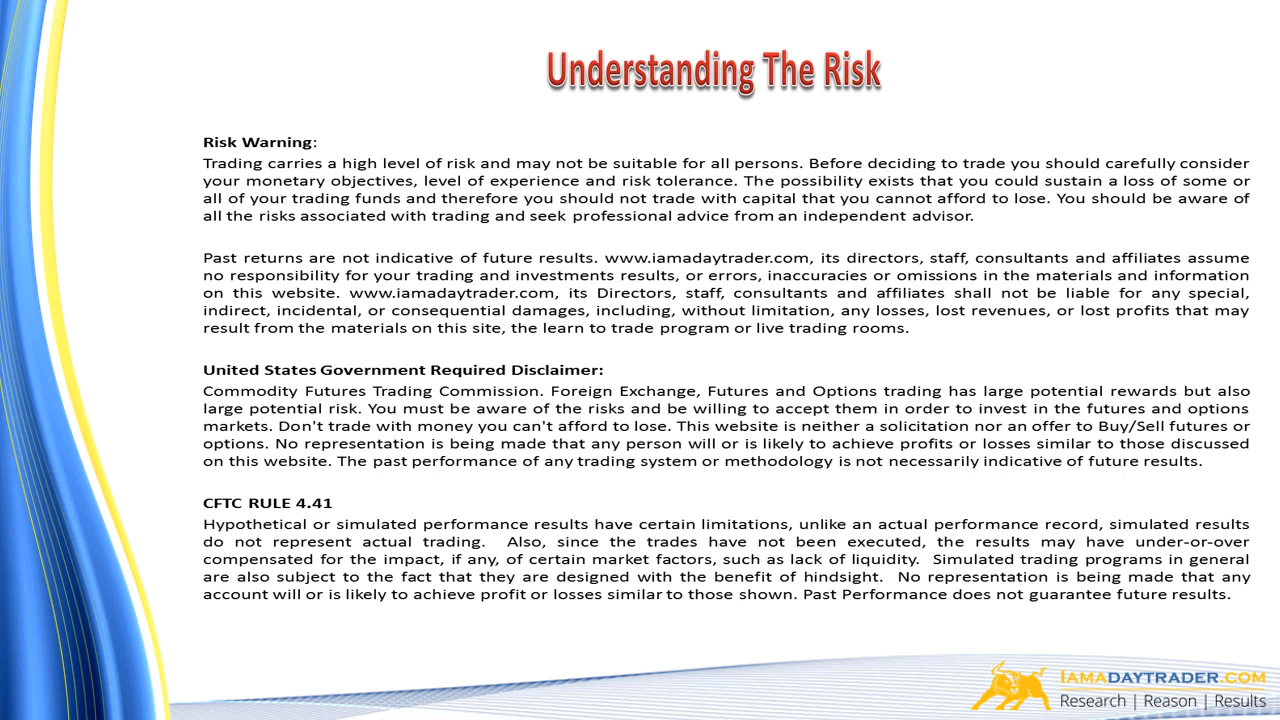 Understanding The Risk
Risk Warning:
Trading carries a high level of risk and may not be suitable for all persons. Before deciding to trade you should carefully consider
your monetary objectives, level of experience and risk tolerance. The possibility exists that you could sustain a loss of some or
all of your trading funds and therefore you should not trade with capital that you cannot afford to lose. You should be aware of
all the risks associated with trading and seek professional advice from an independent advisor.
Past returns are not indicative of future results. www.iamadaytrader.com, its directors, staff, consultants and affiliates assume
no responsibility for your trading and investments results, or errors, inaccuracies or omissions in the materials and information
on this website. www.iamadaytrader.com, its Directors, staff, consultants and affiliates shall not be liable for any special,
indirect, incidental, or consequential damages, including, without limitation, any losses, lost revenues, or lost profits that may
result from the materials on this site, the learn to trade program or live trading rooms.
United States Government Required Disclaimer:
Commodity Futures Trading Commission. Foreign Exchange, Futures and Options trading has large potential rewards but also
large potential risk. You must be aware of the risks and be willing to accept them in order to invest in the futures and options
markets. Don't trade with money you can't afford to lose. This website is neither a solicitation nor an offer to Buy/Sell futures or
options. No representation is being made that any person will or is likely to achieve profits or losses similar to those discussed
on this website. The past performance of any trading system or methodology is not necessarily indicative of future results.
CFTC RULE 4.41
Hypothetical or simulated performance results have certain limitations, unlike an actual performance record, simulated results
do not represent actual trading. Also, since the trades have not been executed, the results may have under-or-over
compensated for the impact, if any, of certain market factors, such as lack of liquidity. Simulated trading programs in general
are also subject to the fact that they are designed with the benefit of hindsight. No representation is being made that any
account will or is likely to achieve profit or losses similar to those shown. Past Performance does not guarantee future results.
IAMADAYTRADER.COM
Research | Reason | Results